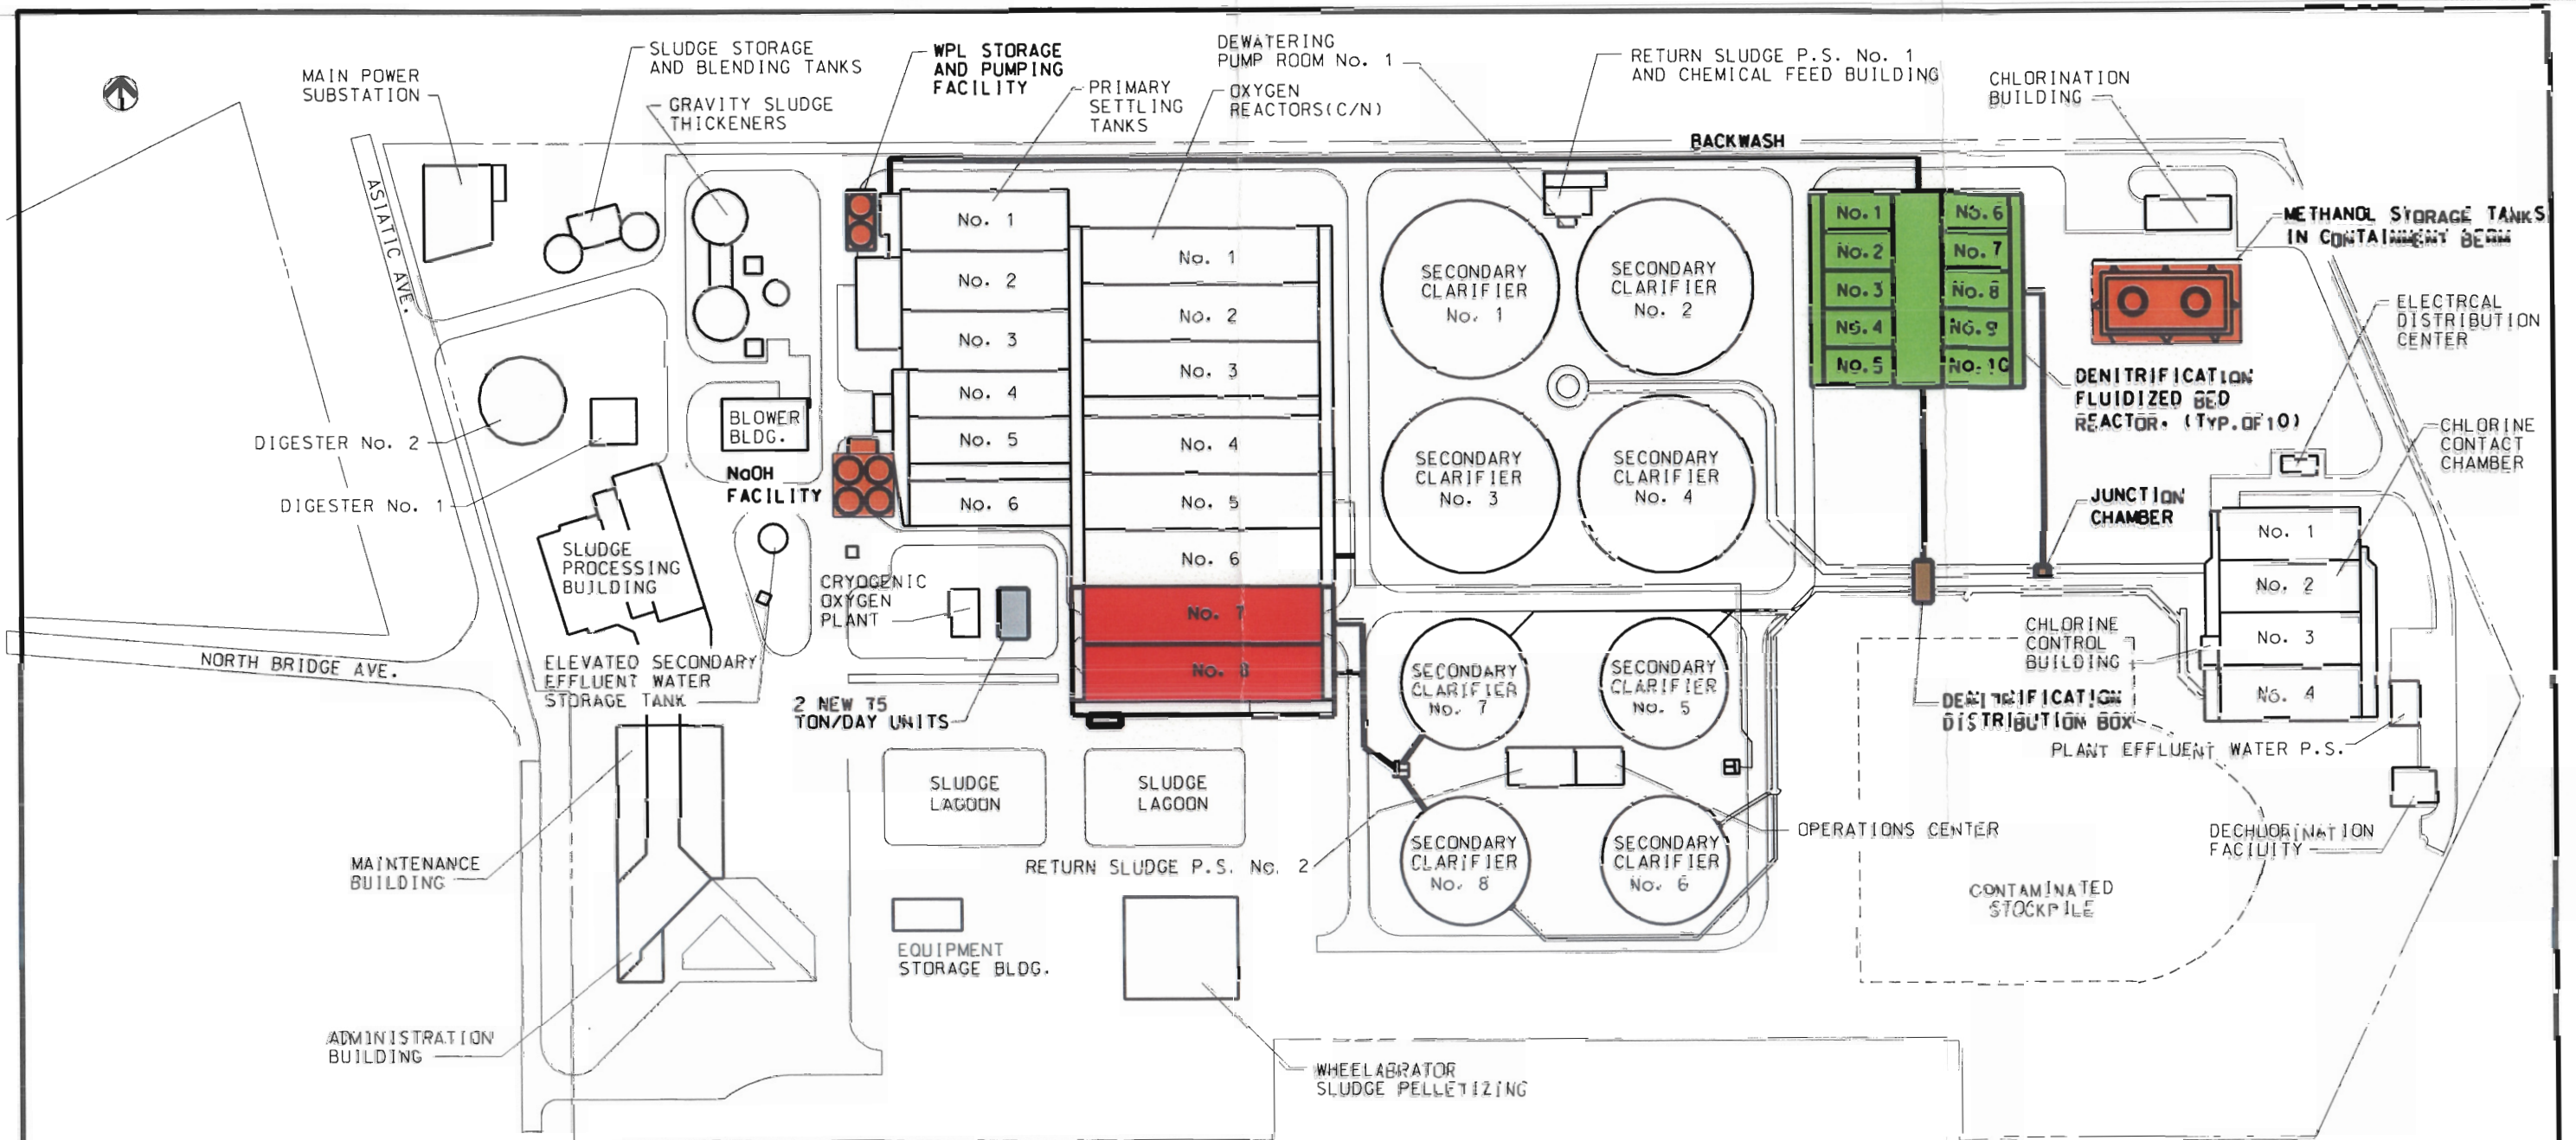 MAIN POWER
SUBSTATION
SLUDGE STORAGE
AND BLENDING TANKS
GRAVITY SLUDGE
THICKENERS
WPL STORAGE
AND PUMPING
FACILITY
PRIMARY
SETTLING
TANKS
DEWATERING
PUMP ROOM No. 1
OXYGEN
REACTORS(C/N)
RETURN SLUDGE P.S. No. 1
AND CHEMICAL FEED BUILDING
CHLORINATION
BUILDING
BACKWASH
METHANOL STORAGE TANKS
IN CONTAINMENT BERM
ELECTRCAL
DISTRIBUTION
CENTER
ASIATIC AVE.
No. 1
No. 2
No. 3
No. 4
No. 5
No. 6
No. 1
No. 2
No. 3
No. 4
No. 5
No. 6
No. 7
No. 8
SECONDARY
CLARIFIER
No. 1
SECONDARY
CLARIFIER
No. 2
SECONDARY
CLARIFIER
No. 3
SECONDARY
CLARIFIER
No. 4
No.1
No.2
No.3
No.4
No.5
No.6
No.7
No.8
No.9
No.10
DENITRIFICATION
FLUIDIZED BED
REACTOR. (TYP.OF10)
CHLORINE
CONTACT
CHAMBER
JUNCTION
CHAMBER
No. 1
No. 2
No. 3
No. 4
DIGESTER No. 2
DIGESTER No. 1
BLOWER
BLDG.
NaOH
FACILITY
SLUDGE
PROCESSING
BUILDING
CRYOGENIC
OXYGEN
PLANT
NORTH BRIDGE AVE.
ELEVATED SECONDARY
EFFLUENT WATER
STORAGE TANK
2 NEW 75
TON/DAY UNITS
SECONDARY
CLARIFIER
No. 7
SECONDARY
CLARIFIER
No. 5
CHLORINE
CONTROL
BUILDING
DENITRIFICATION
DISTRIBUTION BOX
PLANT EFFLUENT WATER P.S.
SLUDGE
LAGOON
SLUDGE
LAGOON
SECONDARY
CLARIFIER
No. 8
SECONDARY
CLARIFIER
No. 6
OPERATIONS CENTER
RETURN SLUDGE P.S. No. 2
DECHLORINATION
FACILITY
MAINTENANCE
BUILDING
CONTAMINATED
STOCKPILE
EQUIPMENT
STORAGE BLDG.
ADMINISTRATION
BUILDING
WHEELABRATOR
SLUDGE PELLETIZING